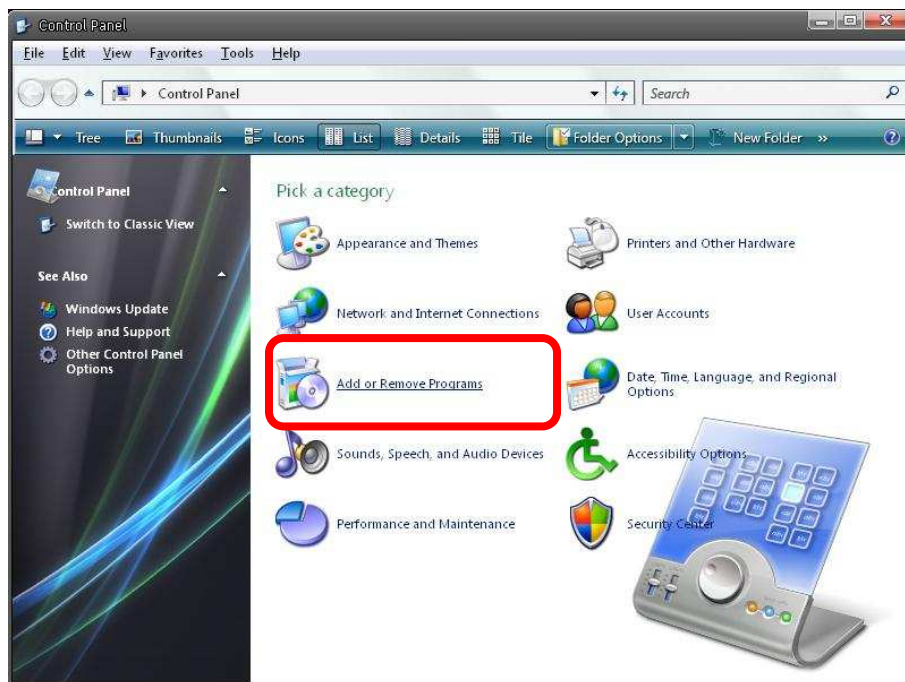 Control Panel
File Edit View Favorites Tools Help
Control Panel
Search
Tree Thumbnails Icons List Details Tile Folder Options New Folder »
Control Panel
Switch to Classic View
See Also
Windows Update
Help and Support
Other Control Panel
Options
Pick a category
Appearance and Themes
Printers and Other Hardware
Network and Internet Connections
User Accounts
Add or Remove Programs
Date, Time, Language, and Regional
Options
Sounds, Speech, and Audio Devices
Accessibility Options
Performance and Maintenance
Security Center